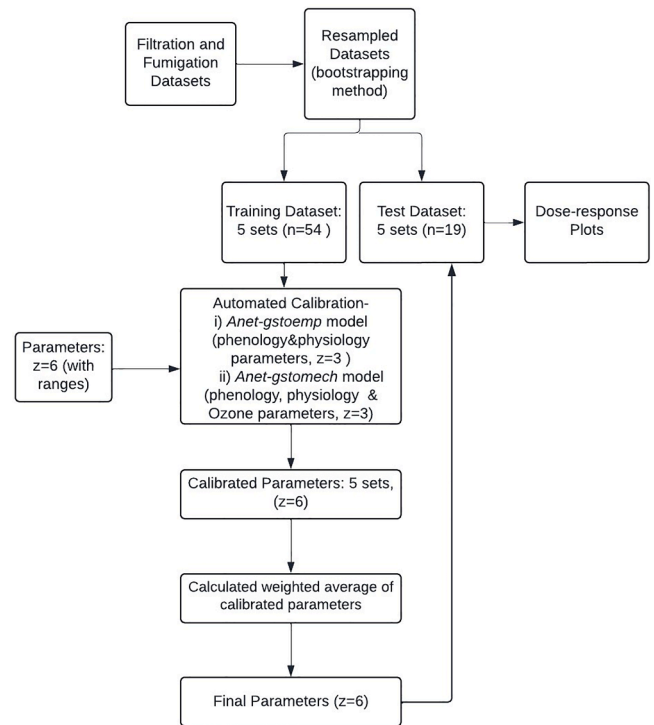 Filtration and
Fumigation
Datasets
Resampled
Datasets
(bootstrapping
method)
Training Dataset:
5 sets (n=54 )
Test Dataset:
5 sets (n=19)
Dose-response
Plots
Parameters:
z=6 (with
ranges)
Automated Calibration-
i) Anet-gstoemp model
(phenology&physiology
parameters, z=3 )
ii) Anet-gstomech model
(phenology, physiology &
Ozone parameters, z=3)
Calibrated Parameters: 5 sets,
(z=6)
Calculated weighted average of
calibrated parameters
Final Parameters (z=6)